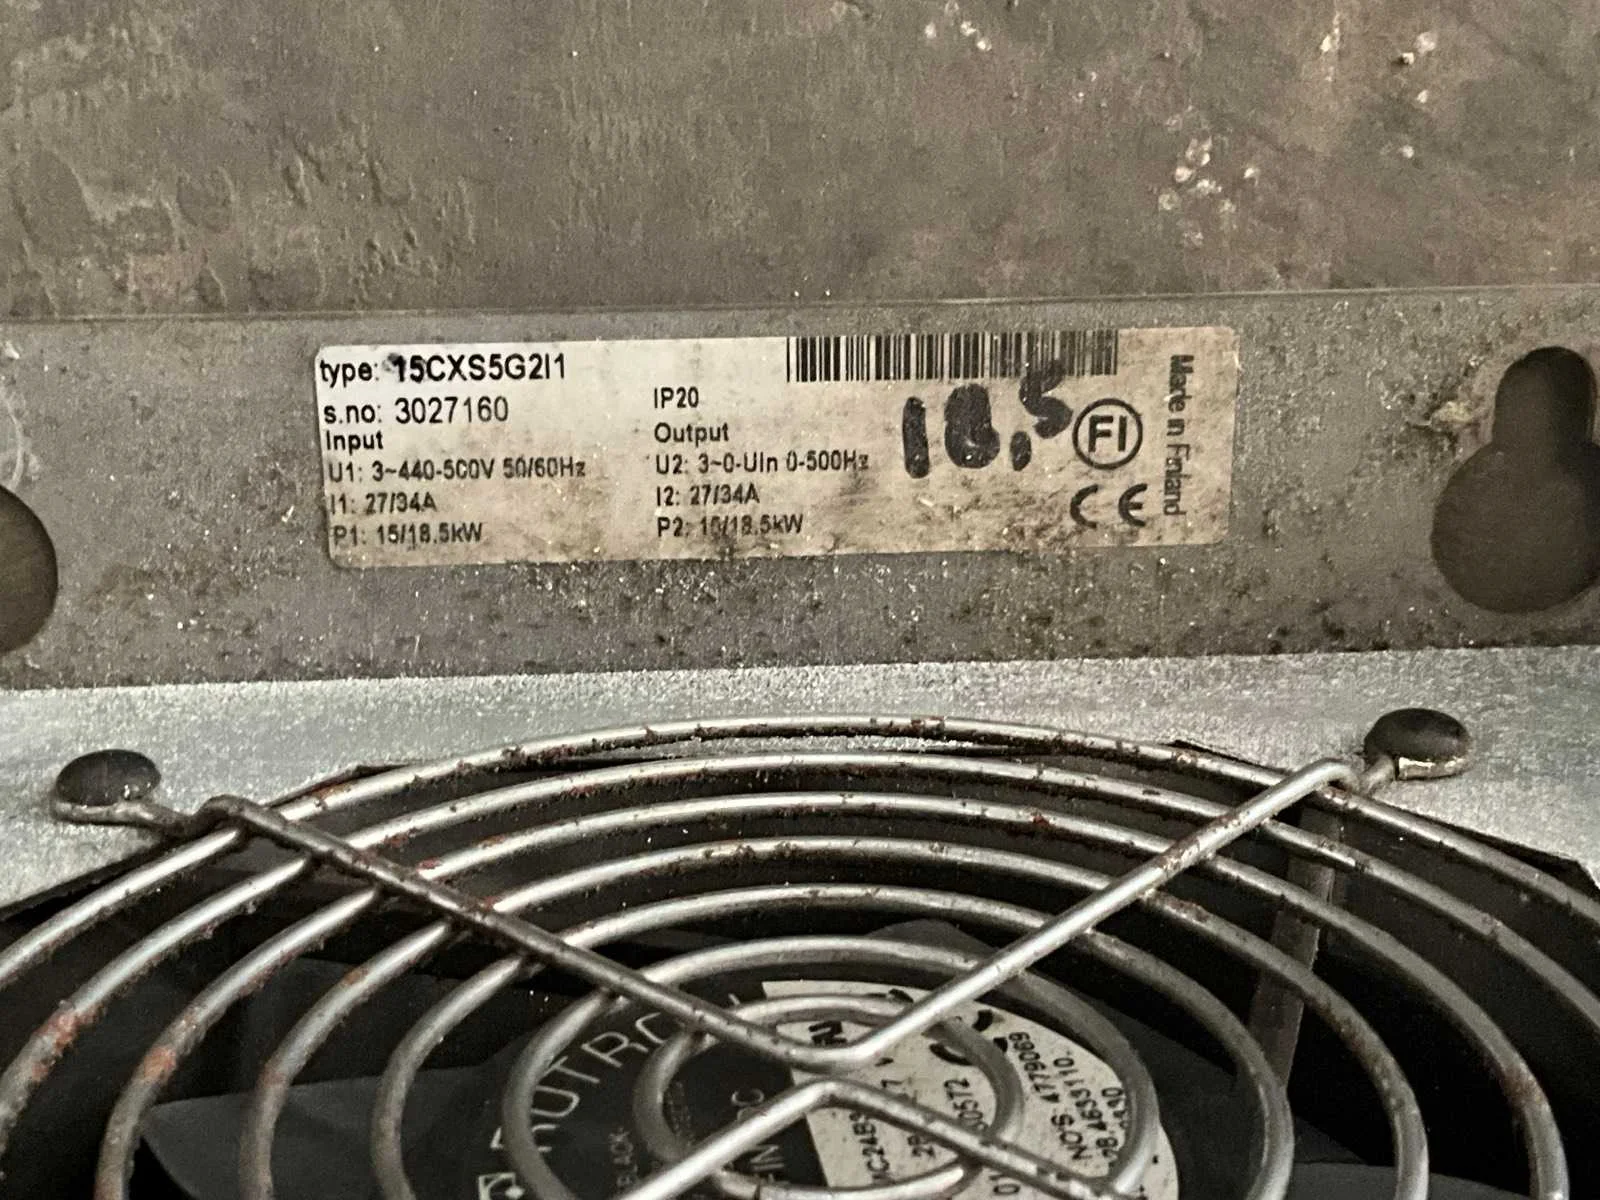 type: 15CXS5G2I1
s.no: 3027160
IP20
Input
Output
U1: 3~440-500V 50/60Hz
U2: 3~0-UIn 0-500Hz
I1: 27/34A
I2: 27/34A
P1: 15/18.5kW
P2: 15/18.5kW
18,5
FI
CE
Made in Finland
NOS 4779069